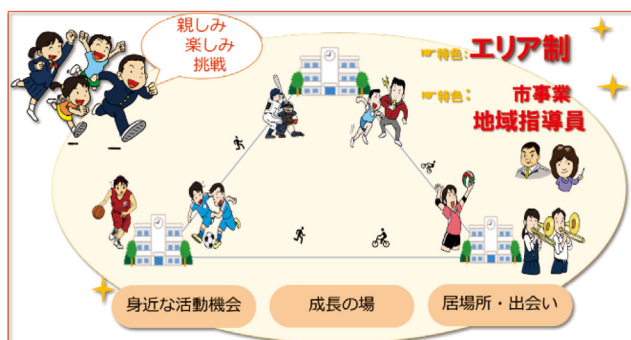 親しみ
楽しみ
挑戦
☞特色：エリア制
☞特色： 市事業
地域指導員
身近な活動機会
成長の場
居場所・出会い